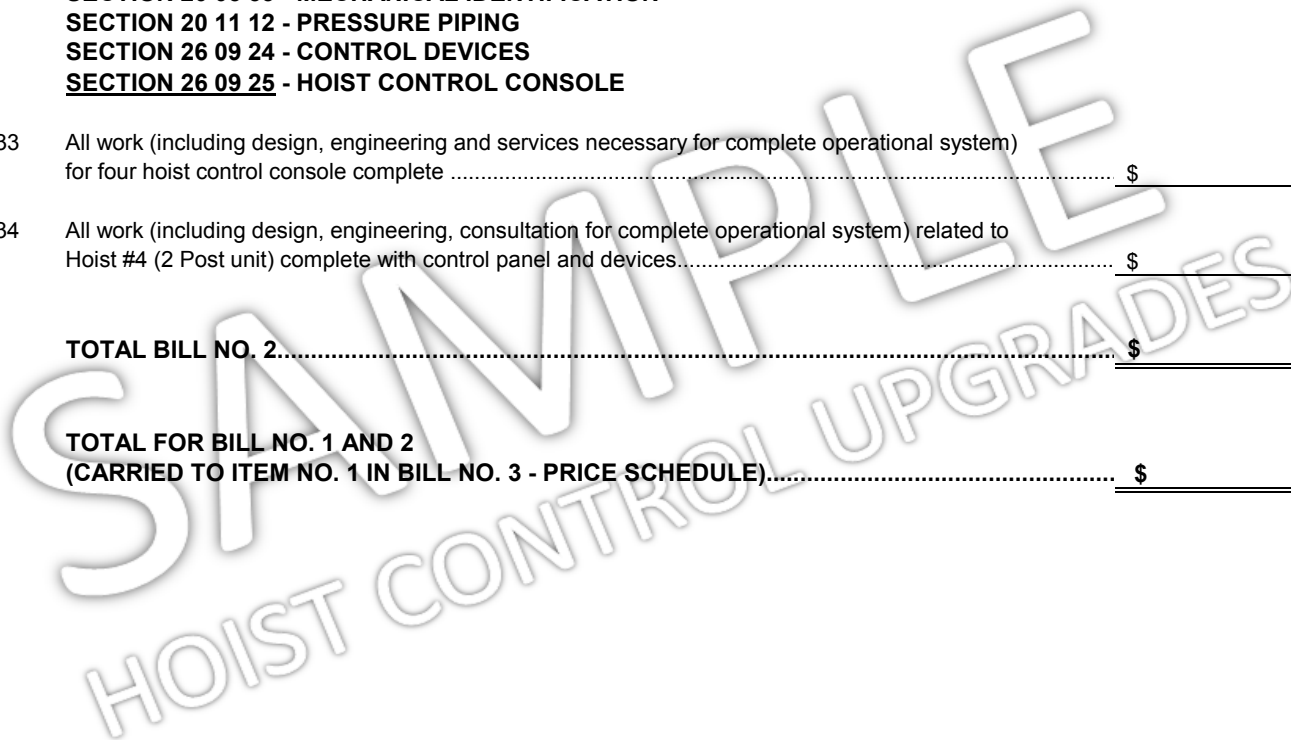 SECTION 20 11 12 - PRESSURE PIPING
SECTION 26 09 24 - CONTROL DEVICES
SECTION 26 09 25 - HOIST CONTROL CONSOLE
33 All work (including design, engineering and services necessary for complete operational system)
for four hoist control console complete ........ $
34 All work (including design, engineering, consultation for complete operational system) related to
Hoist #4 (2 Post unit) complete with control panel and devices........ $
TOTAL BILL NO. 2........ $
TOTAL FOR BILL NO. 1 AND 2
(CARRIED TO ITEM NO. 1 IN BILL NO. 3 - PRICE SCHEDULE)........ $
SAMPLE
HOIST CONTROL UPGRADES